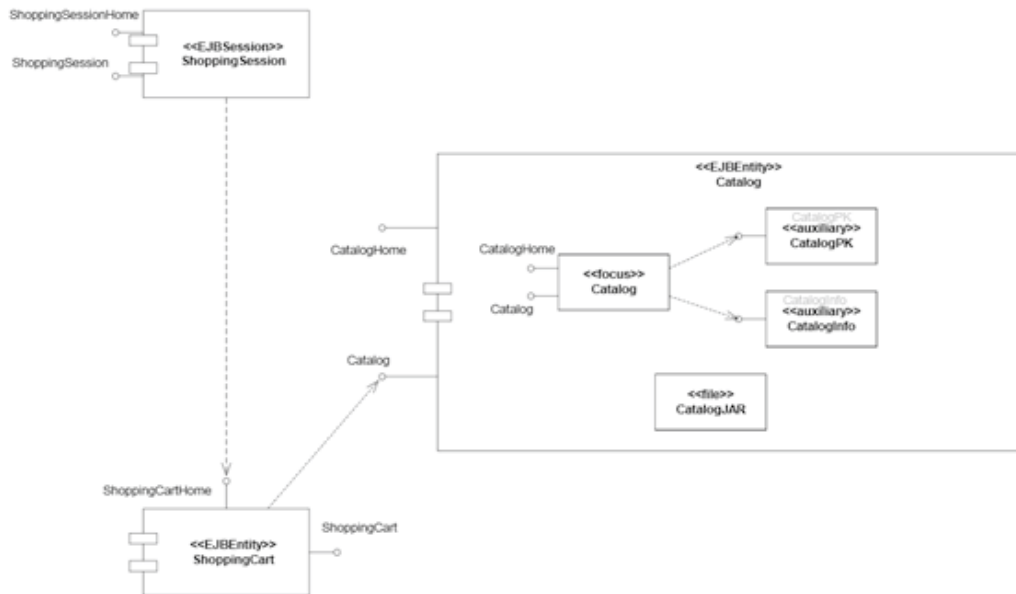 ShoppingSessionHome
<<EJBSession>>
ShoppingSession
ShoppingSession
<<EJBEntity>>
Catalog
CatalogPK
<<auxiliary>>
CatalogPK
CatalogHome
CatalogHome
<<focus>>
Catalog
Catalog
CatalogInfo
<<auxiliary>>
CatalogInfo
Catalog
<<file>>
CatalogJAR
ShoppingCartHome
<<EJBEntity>>
ShoppingCart
ShoppingCart